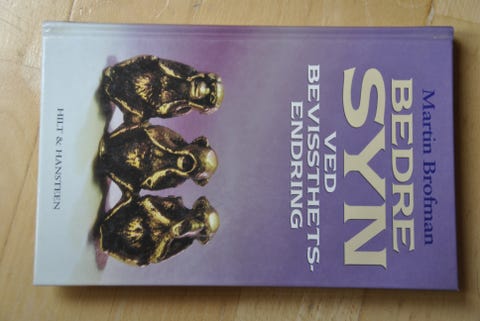 Martin Brofman
BEDRE
SYN
VED
BEVISSTHETS-
ENDRING
HILT & HANSTEEN